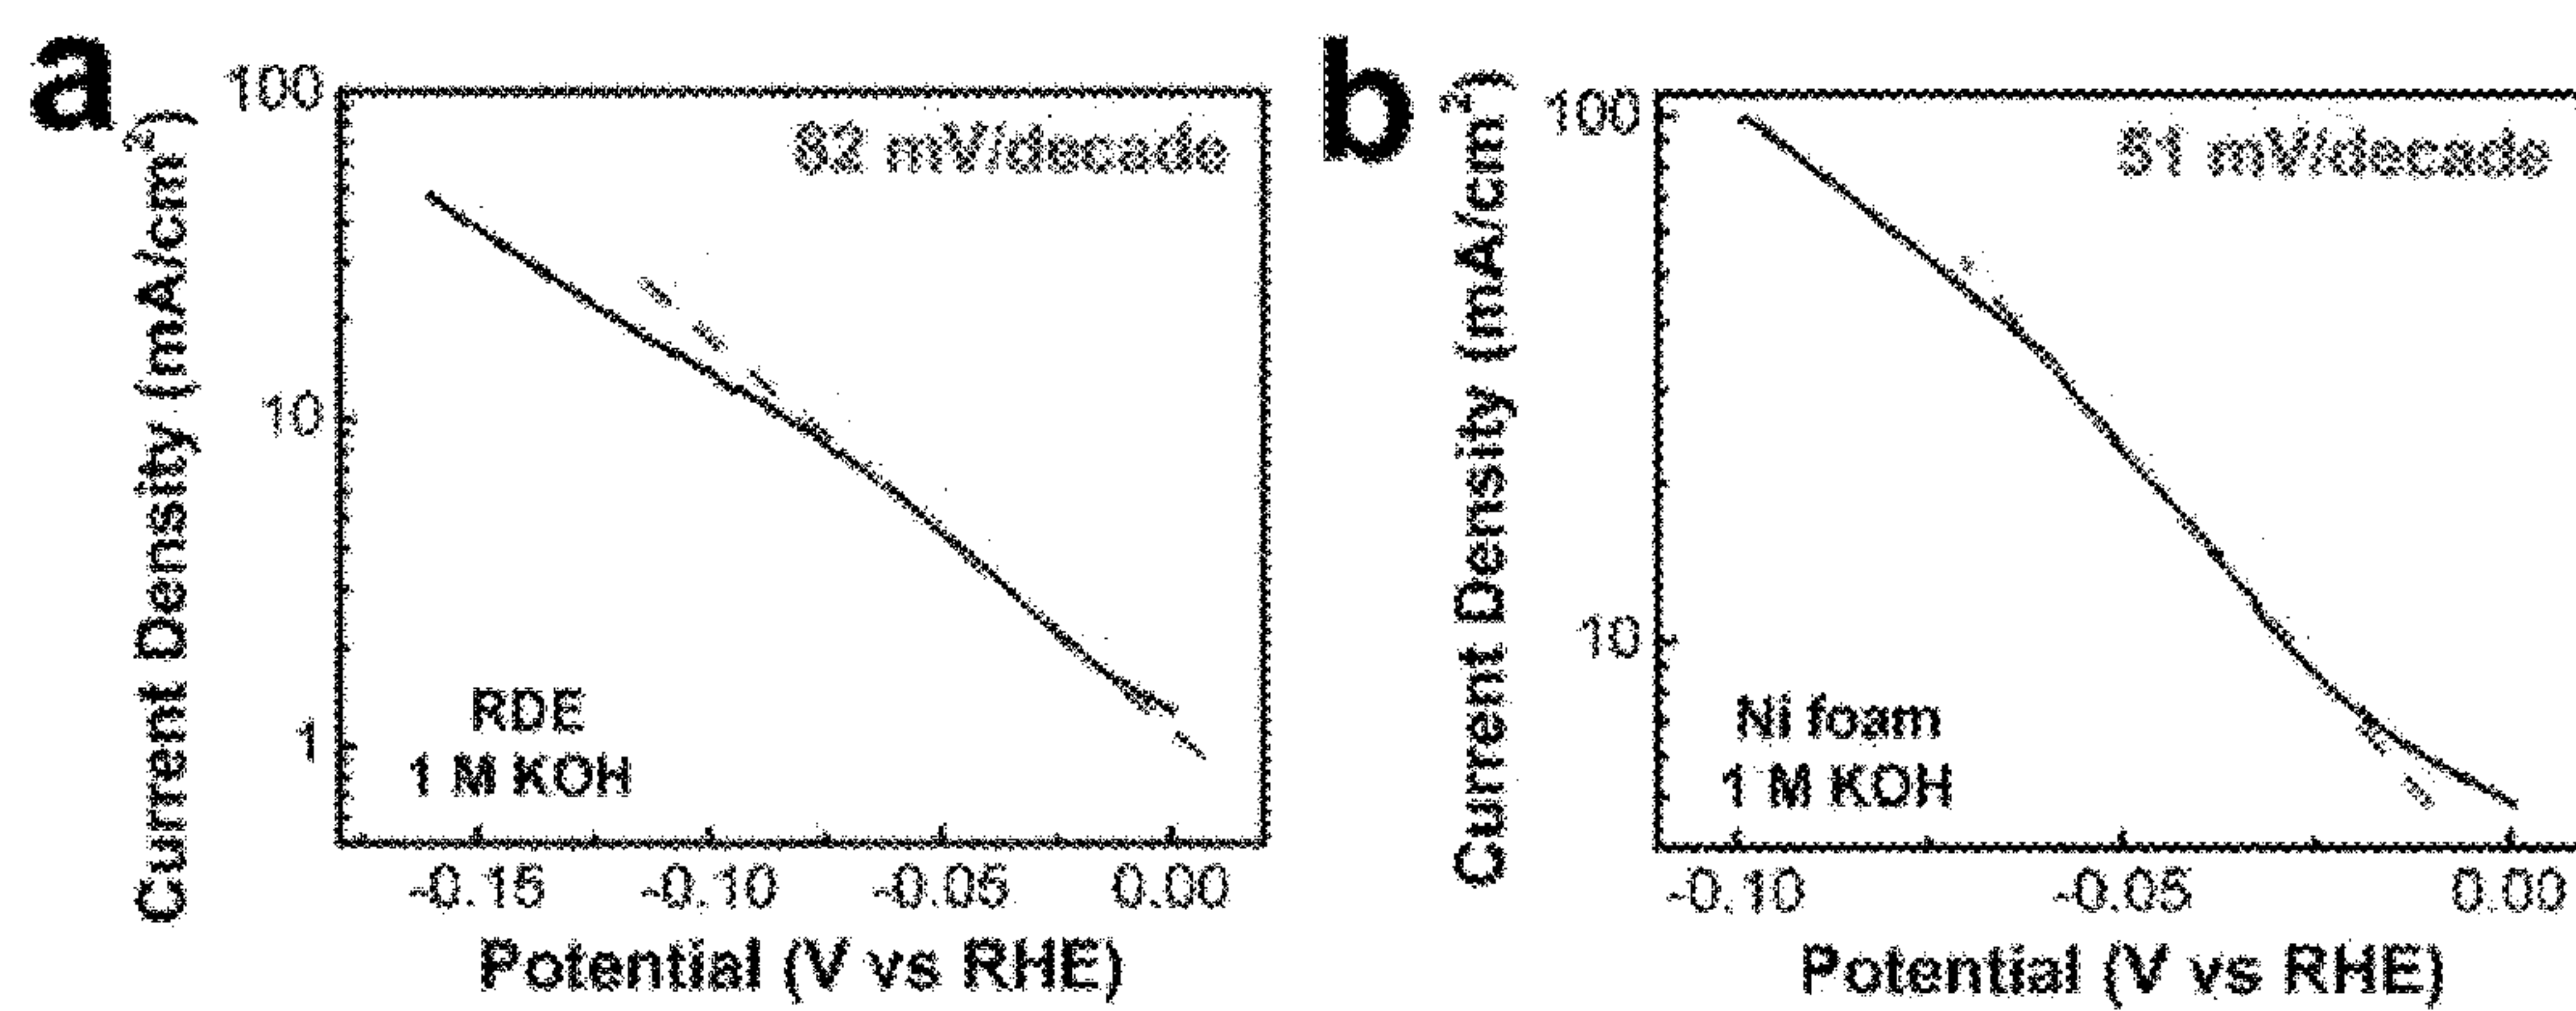 a
100
10
1
Current Density (mA/cm²)
82 mV/decade
RDE
1 M KOH
-0.15 -0.10 -0.05 0.00
Potential (V vs RHE)
b
100
10
Current Density (mA/cm²)
51 mV/decade
Ni foam
1 M KOH
-0.10 -0.05 0.00
Potential (V vs RHE)